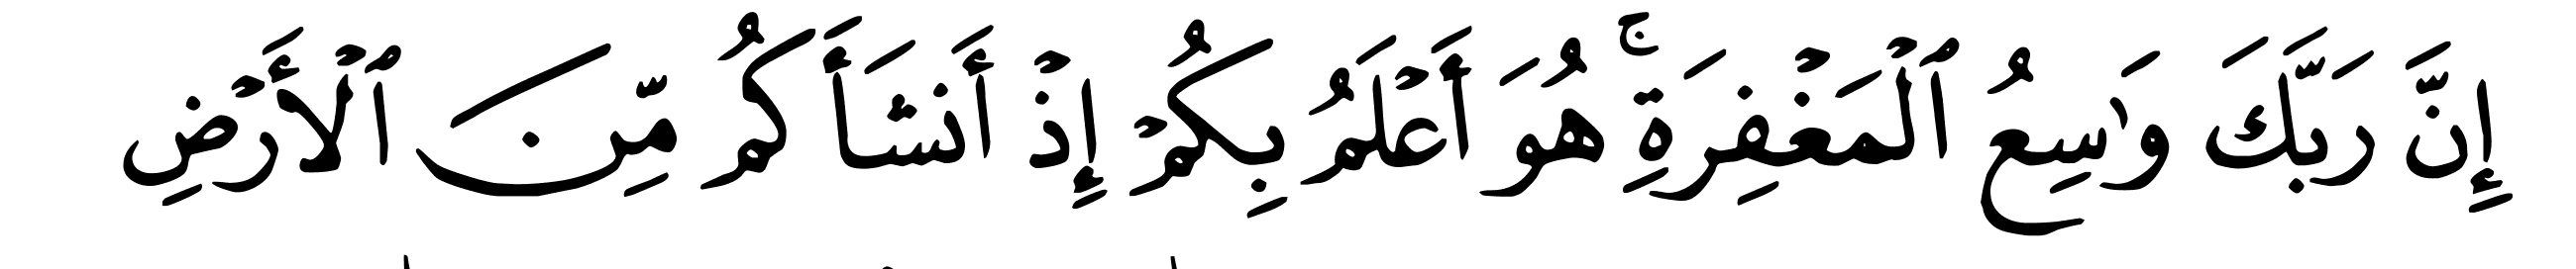 إِنَّ رَبَّكَ وَٰسِعُ ٱلْمَغْفِرَةِ ۚ هُوَ أَعْلَمُ بِكُمْ إِذْ أَنشَأَكُم مِّنَ ٱلْأَرْضِ